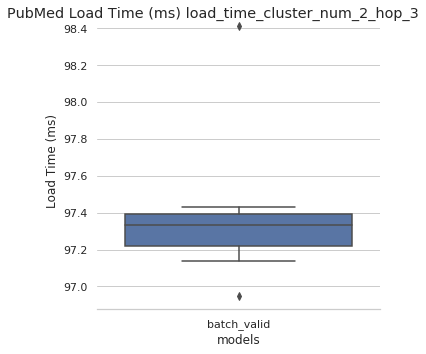 PubMed Load Time (ms) load_time_cluster_num_2_hop_3
98.4
98.2
98.0
97.8
97.6
97.4
97.2
97.0
Load Time (ms)
batch_valid
models